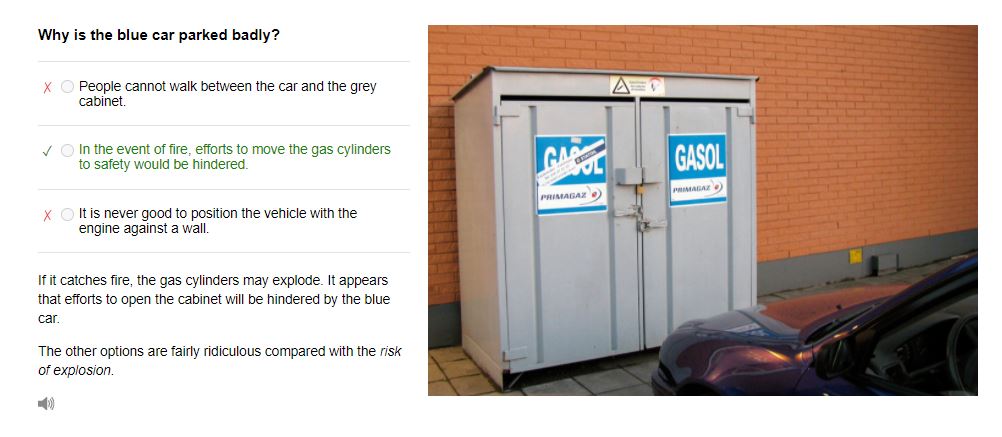 Why is the blue car parked badly?
✗ People cannot walk between the car and the grey
cabinet.
✓ In the event of fire, efforts to move the gas cylinders
to safety would be hindered.
✗ It is never good to position the vehicle with the
engine against a wall.
If it catches fire, the gas cylinders may explode. It appears
that efforts to open the cabinet will be hindered by the blue
car.
The other options are fairly ridiculous compared with the risk
of explosion.
GASOL
PRIMAGAZ
GASOL
PRIMAGAZ